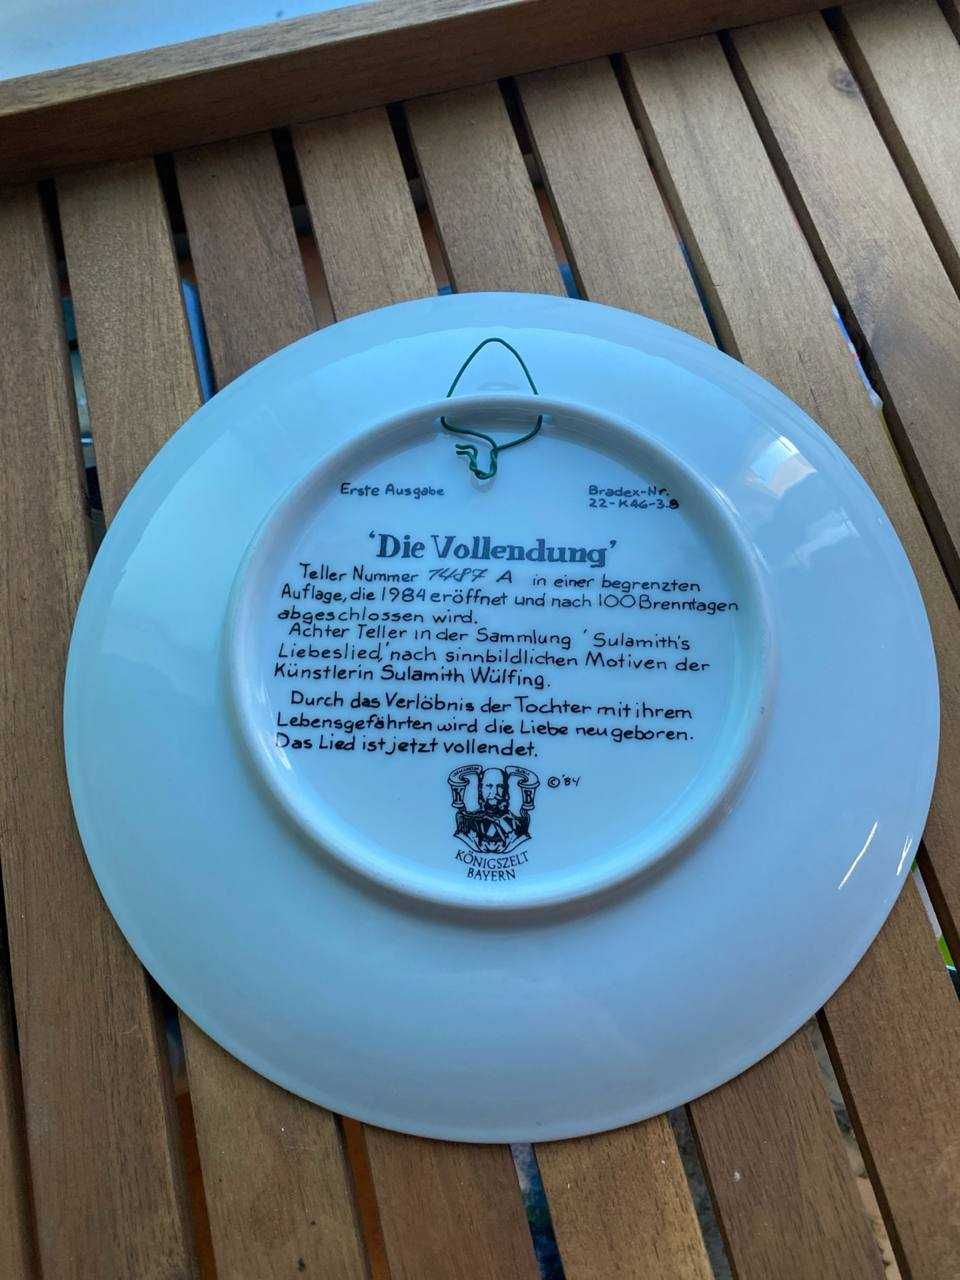 Erste Ausgabe
Bradex-Nr.
22-K46-3.8
'Die Vollendung'
Teller Nummer 7487 A in einer begrenzten
Auflage, die 1984 eröffnet und nach 100 Brenntagen
abgeschlossen wird.
Achter Teller in der Sammlung 'Sulamith's
Liebeslied,' nach sinnbildlichen Motiven der
Künstlerin Sulamith Wülfing.
Durch das Verlöbnis der Tochter mit ihrem
Lebensgefährten wird die Liebe neu geboren.
Das Lied ist jetzt vollendet.
K B
© '84
KÖNIGSZELT
BAYERN